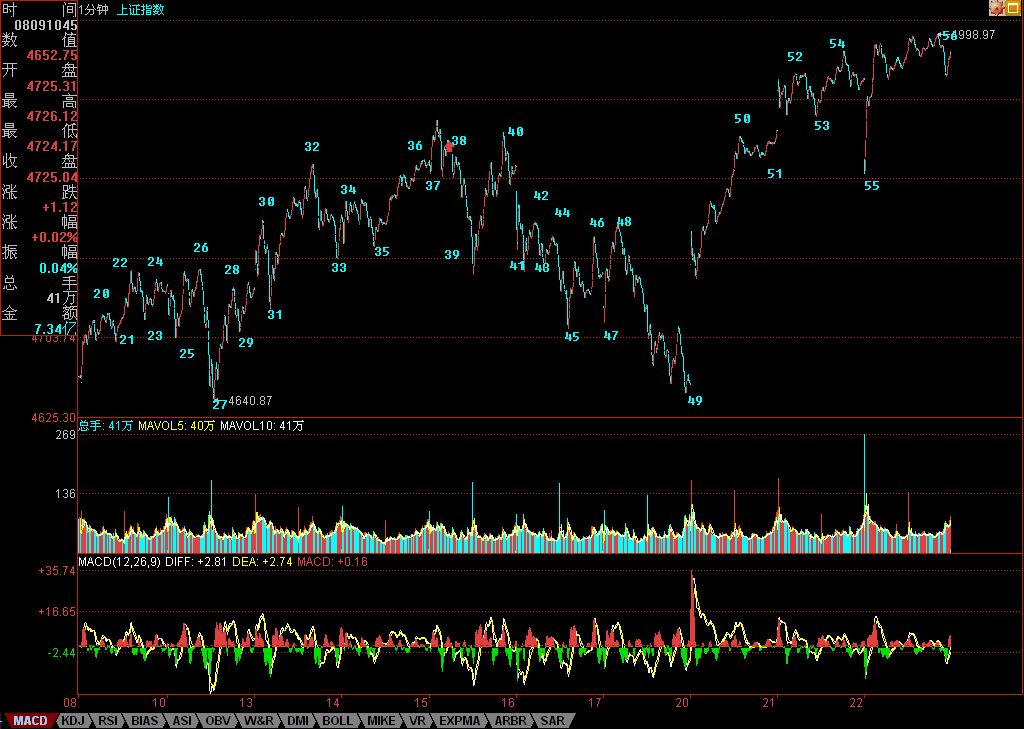 时 间
08091045
数 值
4652.75
开 盘
4725.31
最 高
4726.12
最 低
4724.17
收 盘
4725.04
涨 跌
+1.12
涨 幅
+0.02%
振 幅
0.04%
总 手
41万
金 额
7.34亿
1分钟 上证指数
4998.97
20 21 22 23 24 25 26 27 28 29 30 31 32 33 34 35 36 37 38 39 40 41 42 43 44 45 46 47 48 49 50 51 52 53 54 55 56
4640.87
4703.74
4625.30
总手: 41万 MAVOL5: 40万 MAVOL10: 41万
269
136
MACD(12,26,9) DIFF: +2.81 DEA: +2.74 MACD: +0.16
+35.74
+16.65
-2.44
08 10 13 14 15 16 17 20 21 22
MACD KDJ RSI BIAS ASI OBV W&R DMI BOLL MIKE VR EXPMA ARBR SAR